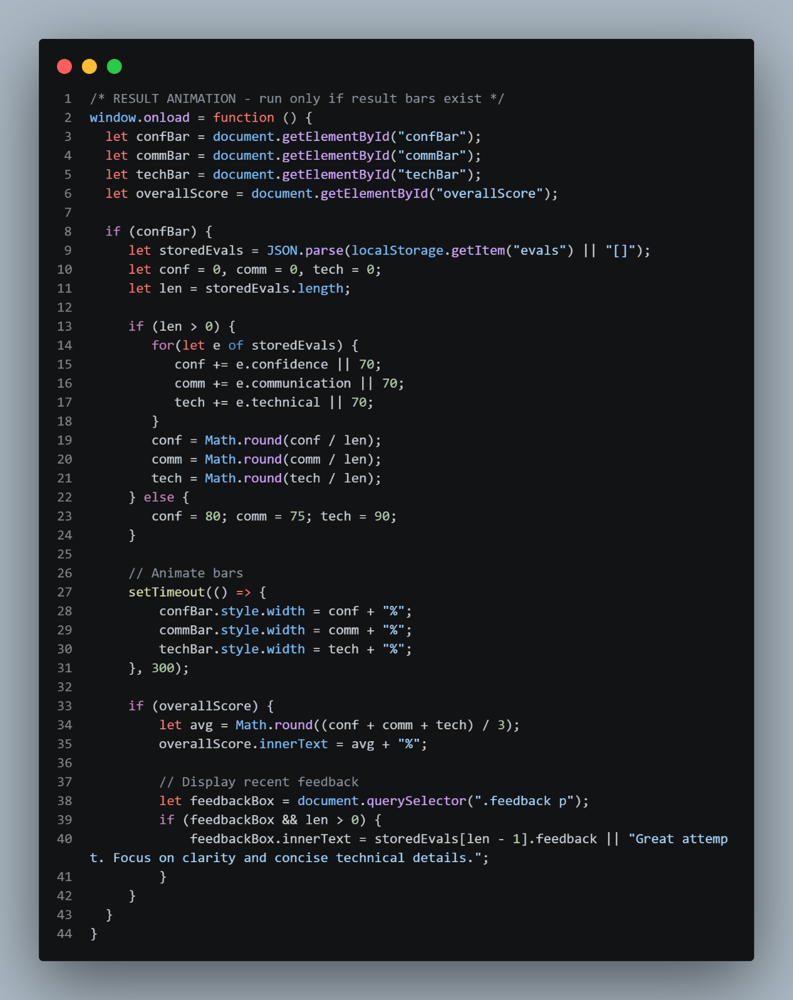 1 /* RESULT ANIMATION - run only if result bars exist */
2 window.onload = function () {
3   let confBar = document.getElementById("confBar");
4   let commBar = document.getElementById("commBar");
5   let techBar = document.getElementById("techBar");
6   let overallScore = document.getElementById("overallScore");
7
8   if (confBar) {
9      let storedEvals = JSON.parse(localStorage.getItem("evals") || "[]");
10      let conf = 0, comm = 0, tech = 0;
11      let len = storedEvals.length;
12
13      if (len > 0) {
14         for(let e of storedEvals) {
15            conf += e.confidence || 70;
16            comm += e.communication || 70;
17            tech += e.technical || 70;
18         }
19         conf = Math.round(conf / len);
20         comm = Math.round(comm / len);
21         tech = Math.round(tech / len);
22      } else {
23         conf = 80; comm = 75; tech = 90;
24      }
25
26      // Animate bars
27      setTimeout(() => {
28          confBar.style.width = conf + "%";
29          commBar.style.width = comm + "%";
30          techBar.style.width = tech + "%";
31      }, 300);
32
33      if (overallScore) {
34          let avg = Math.round((conf + comm + tech) / 3);
35          overallScore.innerText = avg + "%";
36
37          // Display recent feedback
38          let feedbackBox = document.querySelector(".feedback p");
39          if (feedbackBox && len > 0) {
40              feedbackBox.innerText = storedEvals[len - 1].feedback || "Great attemp
t. Focus on clarity and concise technical details.";
41          }
42      }
43   }
44 }